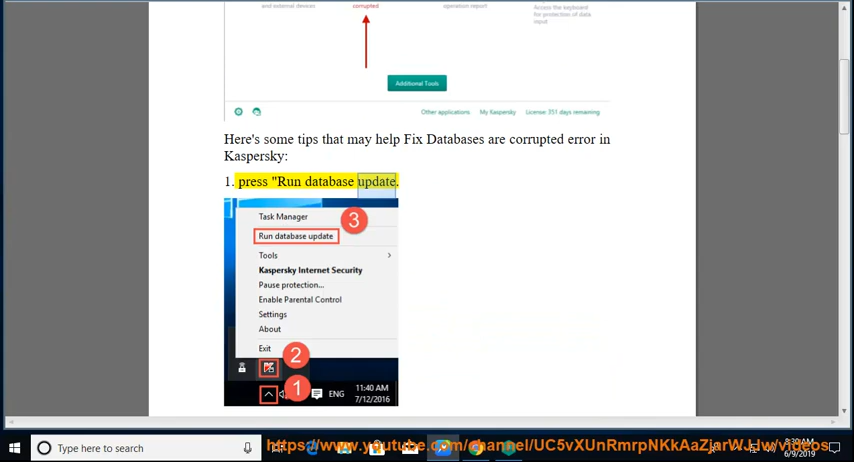 and external devices
corrupted
operation report
Access the keyboard
for protection of data
input
Additional Tools
Other applications My Kaspersky License: 351 days remaining
Here's some tips that may help Fix Databases are corrupted error in
Kaspersky:
1. press "Run database update.
Task Manager
3
Run database update
Tools
Kaspersky Internet Security
Pause protection...
Enable Parental Control
Settings
About
Exit
2
1
ENG
11:40 AM
7/12/2016
Type here to search
https://www.youtube.com/channel/UC5vXUnRmrpNKkAaZjarWJHw/videos
8:30 AM
6/9/2019